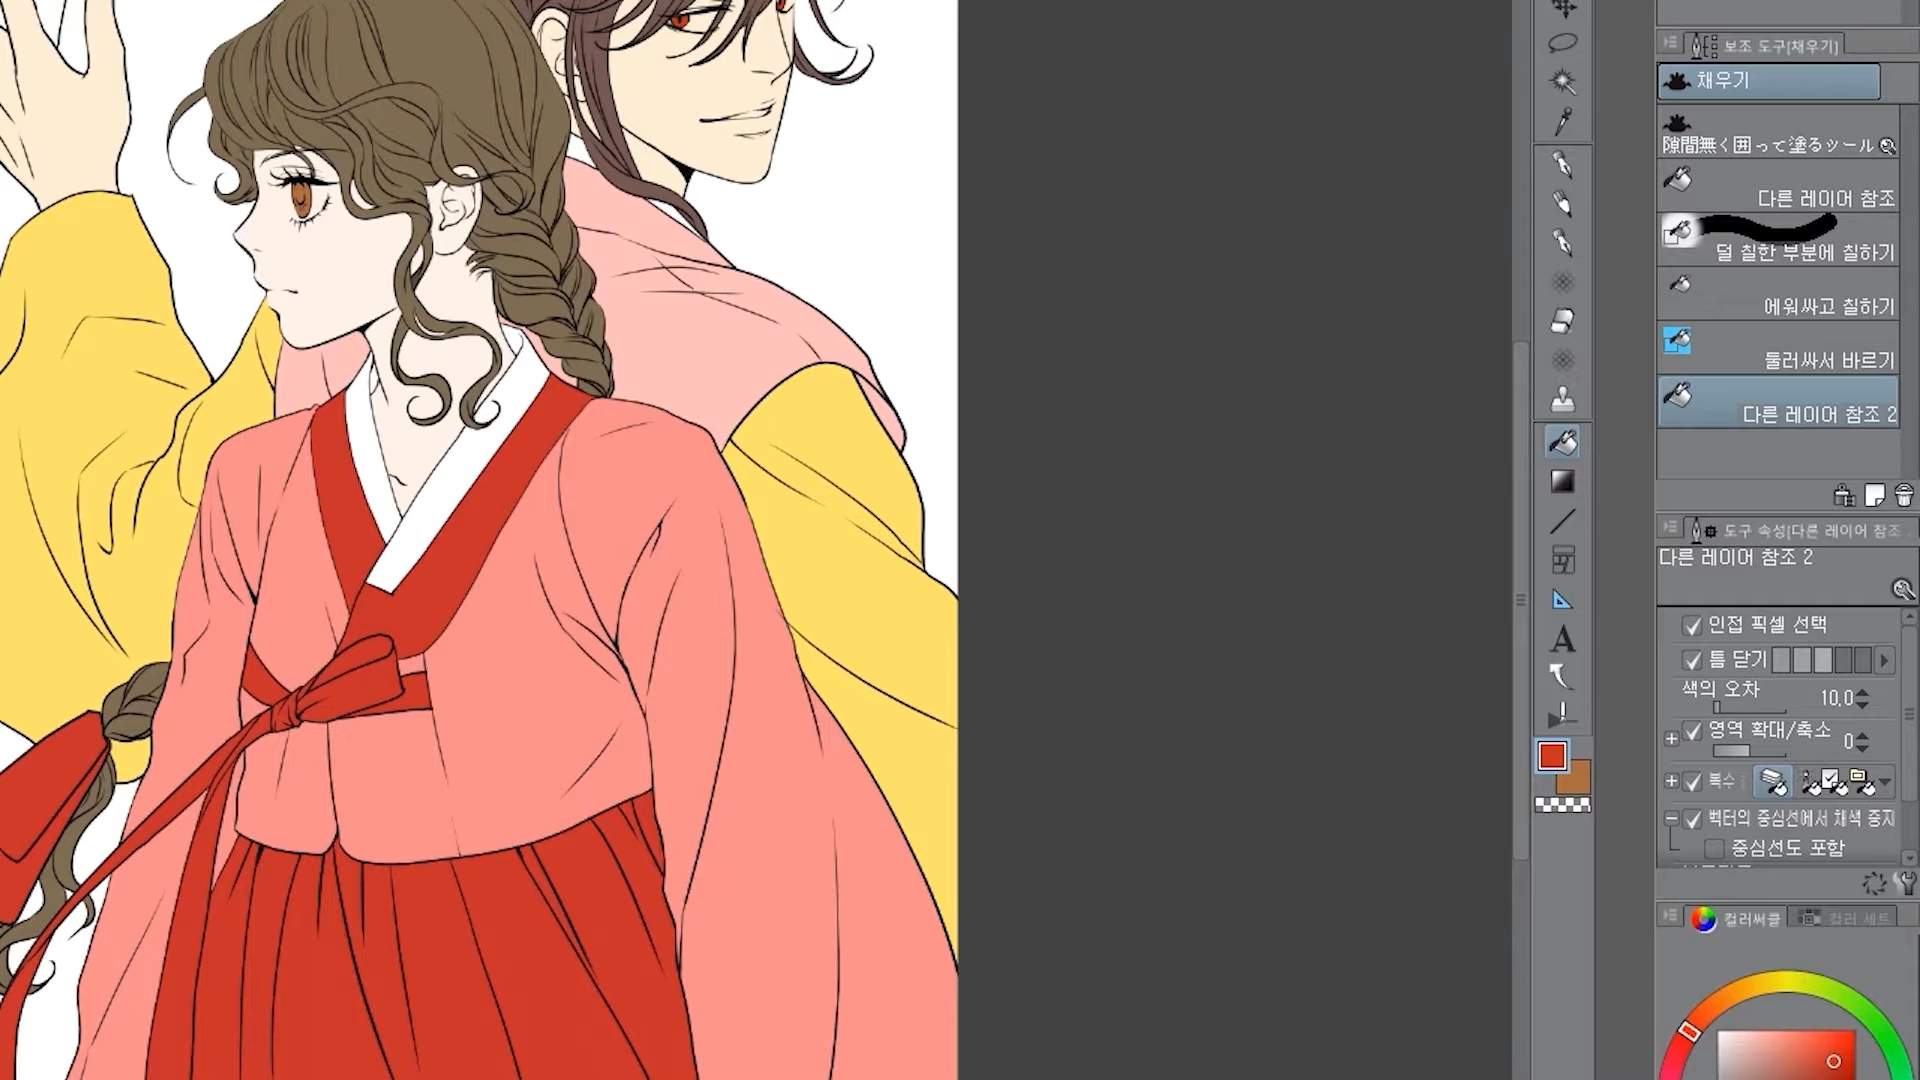 보조 도구[채우기]
채우기
隙間無く囲って塗るツール
다른 레이어 참조
덜 칠한 부분에 칠하기
에워싸고 칠하기
둘러싸서 바르기
다른 레이어 참조 2
도구 속성[다른 레이어 참조
다른 레이어 참조 2
인접 픽셀 선택
틈 닫기
색의 오차 10.0
영역 확대/축소 0
복수
벡터의 중심선에서 채색 중지
중심선도 포함
A
컬러써클 컬러 세트